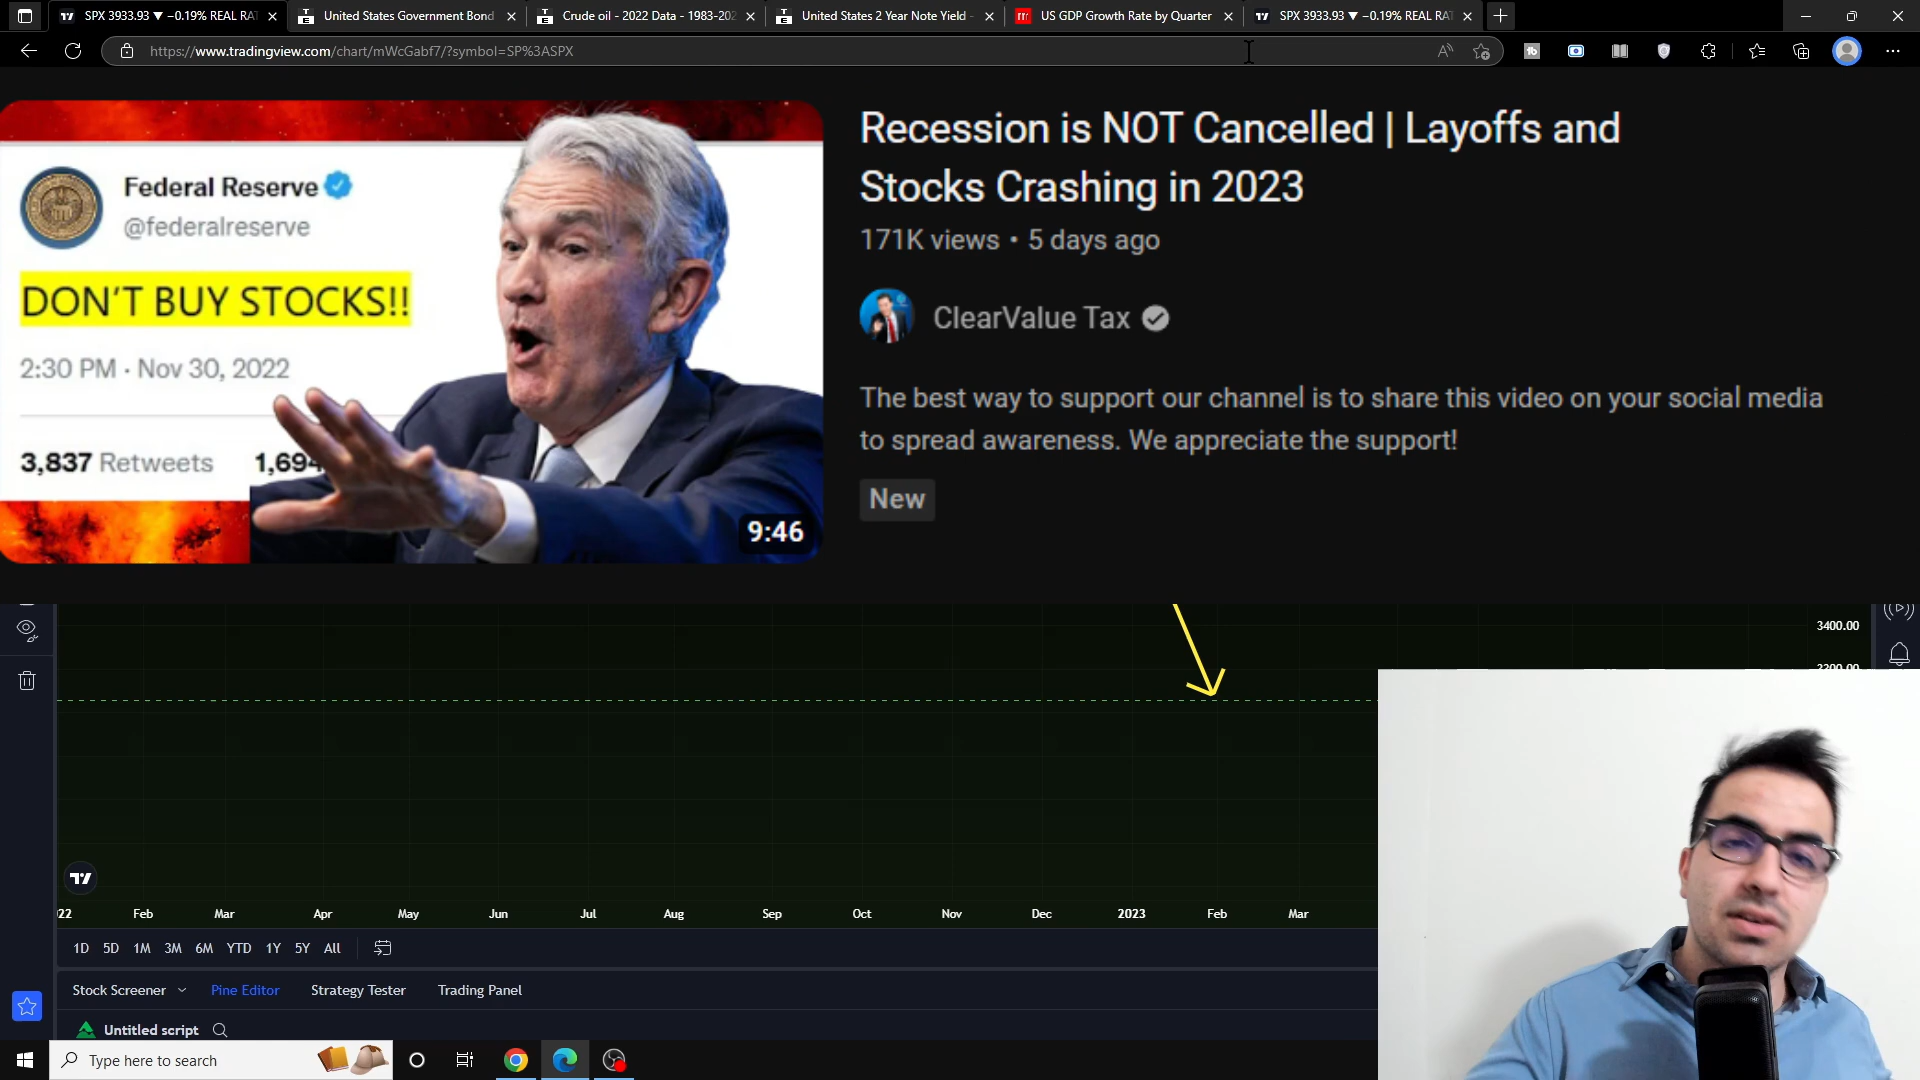 SPX 3933.93 ▼ −0.19% REAL RAT
United States Government Bond
Crude oil - 2022 Data - 1983-202
United States 2 Year Note Yield -
US GDP Growth Rate by Quarter
SPX 3933.93 ▼ −0.19% REAL RAT
https://www.tradingview.com/chart/mWcGabf7/?symbol=SP%3ASPX
Federal Reserve
@federalreserve
DON'T BUY STOCKS!!
2:30 PM · Nov 30, 2022
3,837 Retweets 1,694
9:46
Recession is NOT Cancelled | Layoffs and
Stocks Crashing in 2023
171K views • 5 days ago
ClearValue Tax
The best way to support our channel is to share this video on your social media
to spread awareness. We appreciate the support!
New
3400.00
22 Feb Mar Apr May Jun Jul Aug Sep Oct Nov Dec 2023 Feb Mar
1D 5D 1M 3M 6M YTD 1Y 5Y All
Stock Screener Pine Editor Strategy Tester Trading Panel
Untitled script
Type here to search